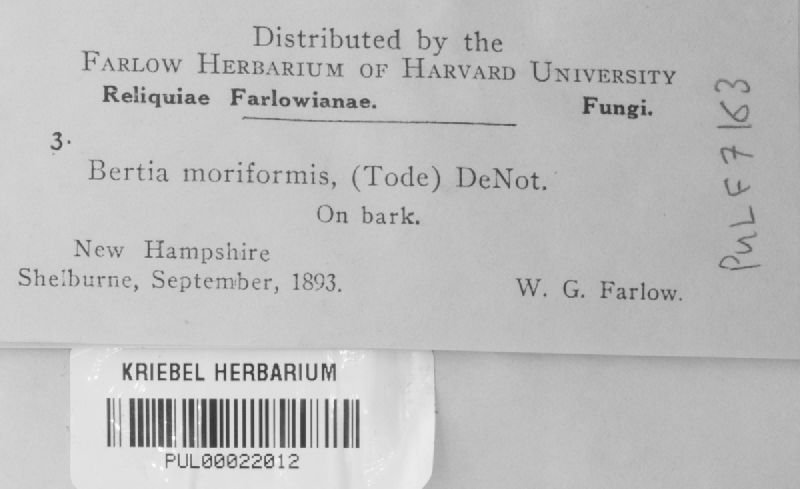 Distributed by the
FARLOW HERBARIUM OF HARVARD UNIVERSITY
Reliquiae Farlowianae. Fungi.
3.
Bertia moriformis, (Tode) DeNot.
On bark.
New Hampshire
Shelburne, September, 1893. W. G. Farlow.
PUL F 7163
KRIEBEL HERBARIUM
PUL00022012